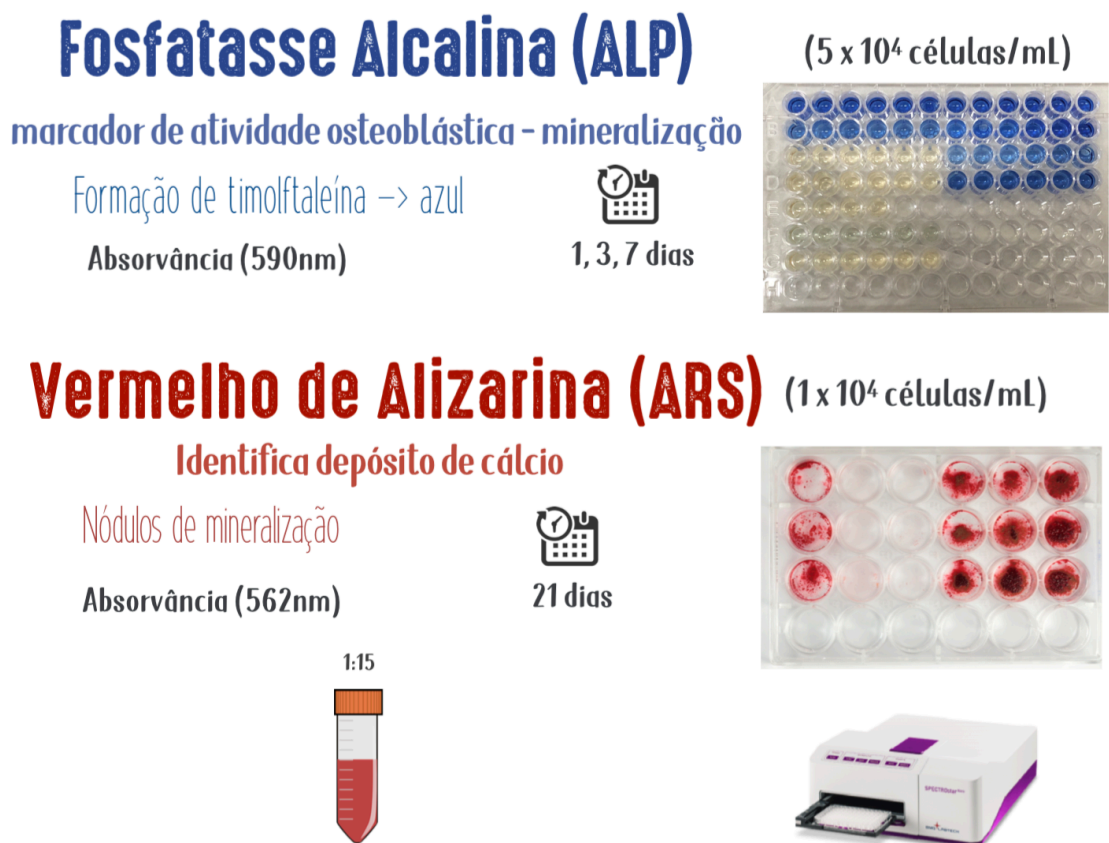 Fosfatasse Alcalina (ALP)
(5 x 10⁴ células/mL)
marcador de atividade osteoblástica - mineralização
Formação de timolftaleína -> azul
Absorvância (590nm)
1, 3, 7 dias
Vermelho de Alizarina (ARS)
(1 x 10⁴ células/mL)
Identifica depósito de cálcio
Nódulos de mineralização
Absorvância (562nm)
21 dias
1:15